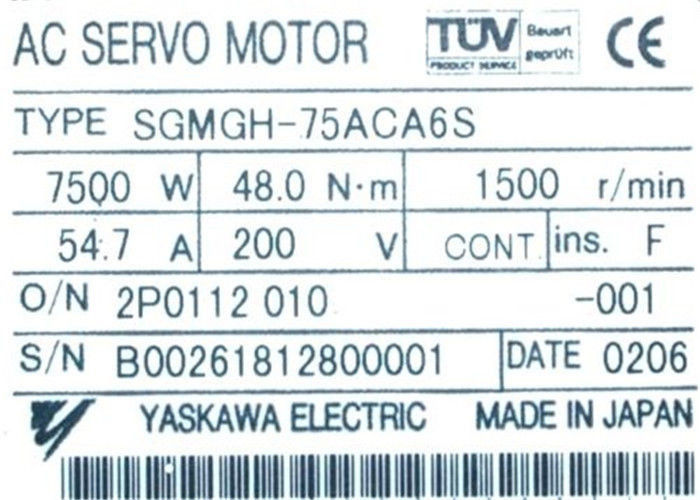 AC SERVO MOTOR TÜV Bauart geprüft CE
PRODUCT SERVICE
TYPE SGMGH-75ACA6S
7500 W 48.0 N·m 1500 r/min
54.7 A 200 V CONT. ins. F
O/N 2P0112 010 -001
S/N B00261812800001 DATE 0206
YASKAWA ELECTRIC MADE IN JAPAN